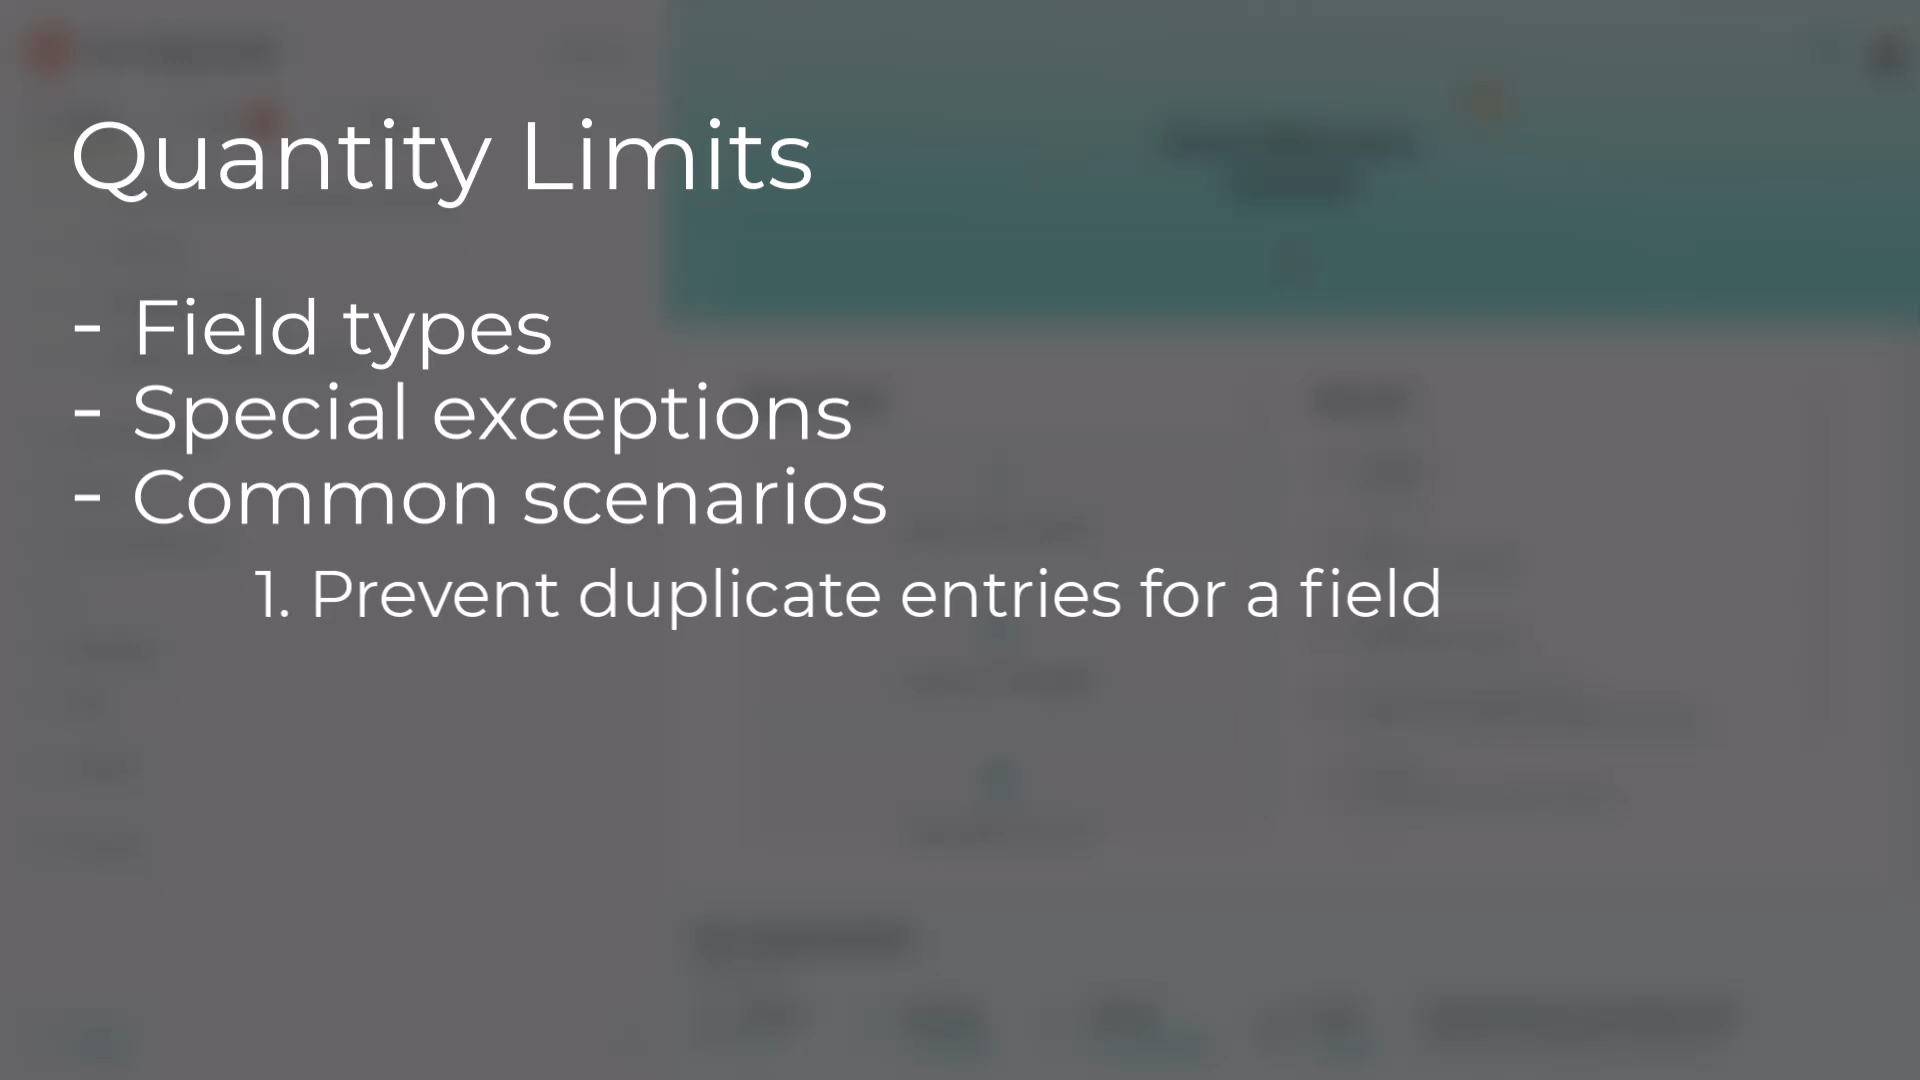 Quantity Limits
- Field types
- Special exceptions
- Common scenarios
1. Prevent duplicate entries for a field